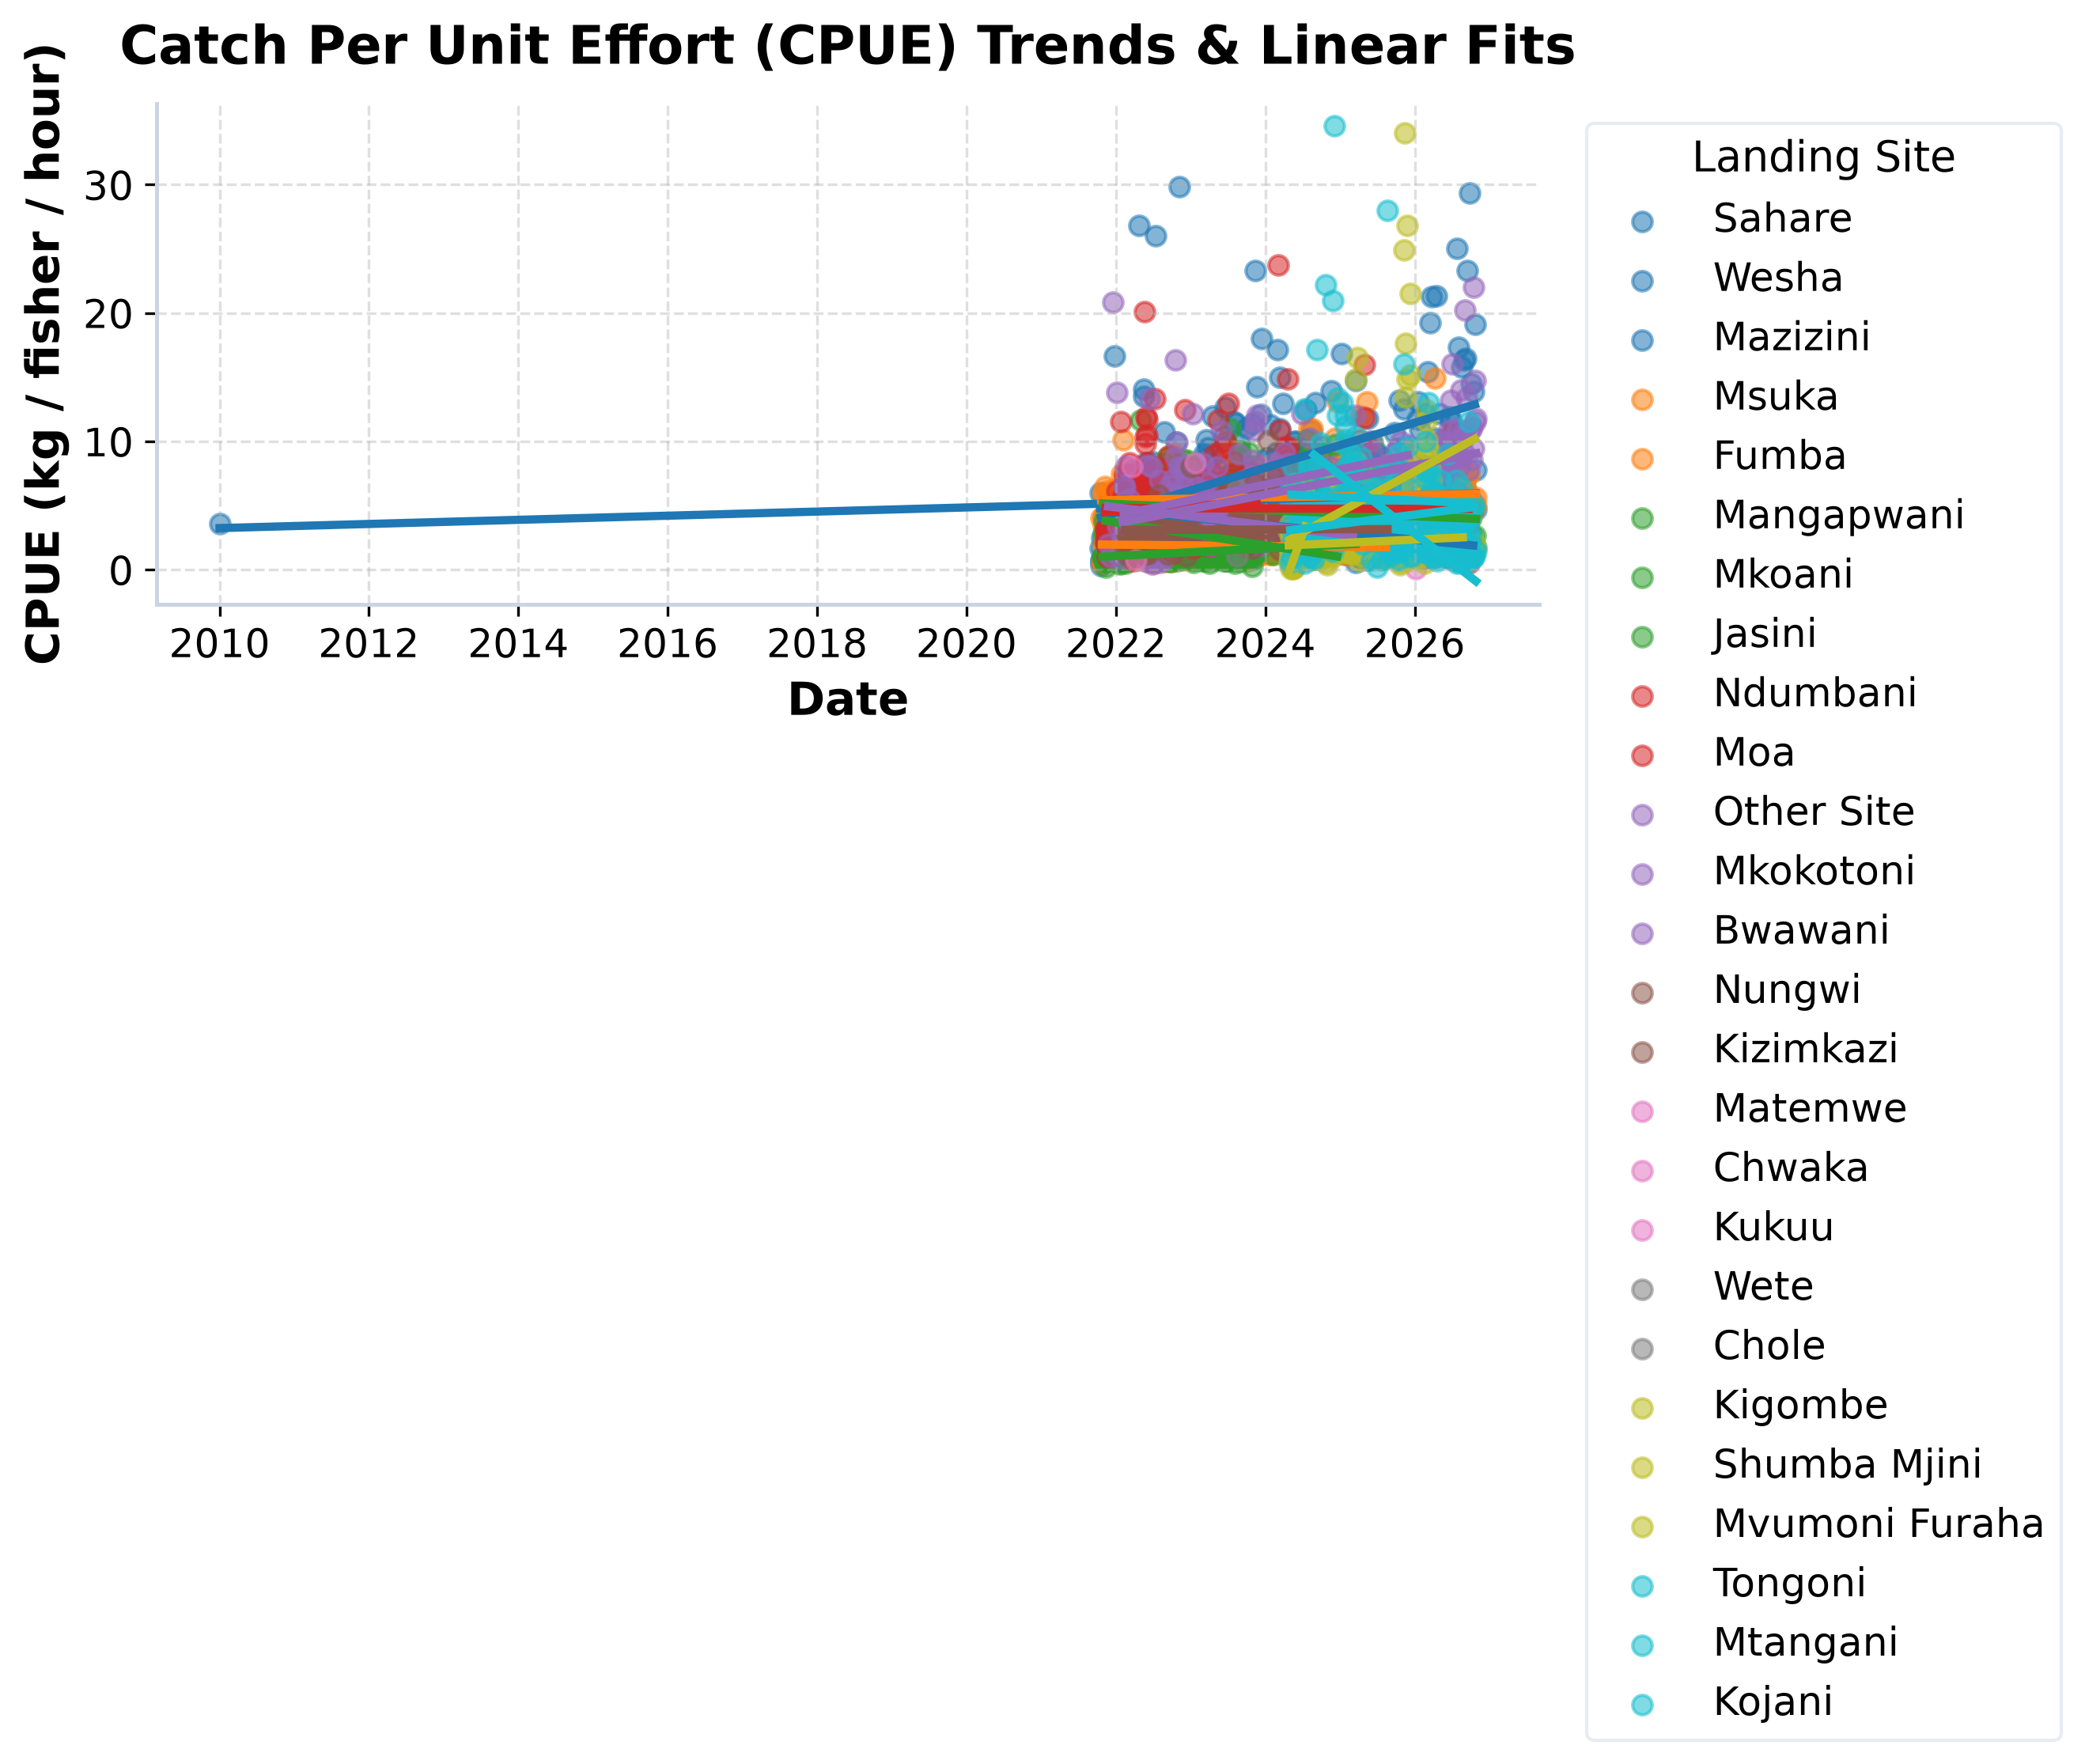 Catch Per Unit Effort (CPUE) Trends & Linear Fits
CPUE (kg / fisher / hour)
30
20
10
0
2010 2012 2014 2016 2018 2020 2022 2024 2026
Date
Landing Site
Sahare
Wesha
Mazizini
Msuka
Fumba
Mangapwani
Mkoani
Jasini
Ndumbani
Moa
Other Site
Mkokotoni
Bwawani
Nungwi
Kizimkazi
Matemwe
Chwaka
Kukuu
Wete
Chole
Kigombe
Shumba Mjini
Mvumoni Furaha
Tongoni
Mtangani
Kojani